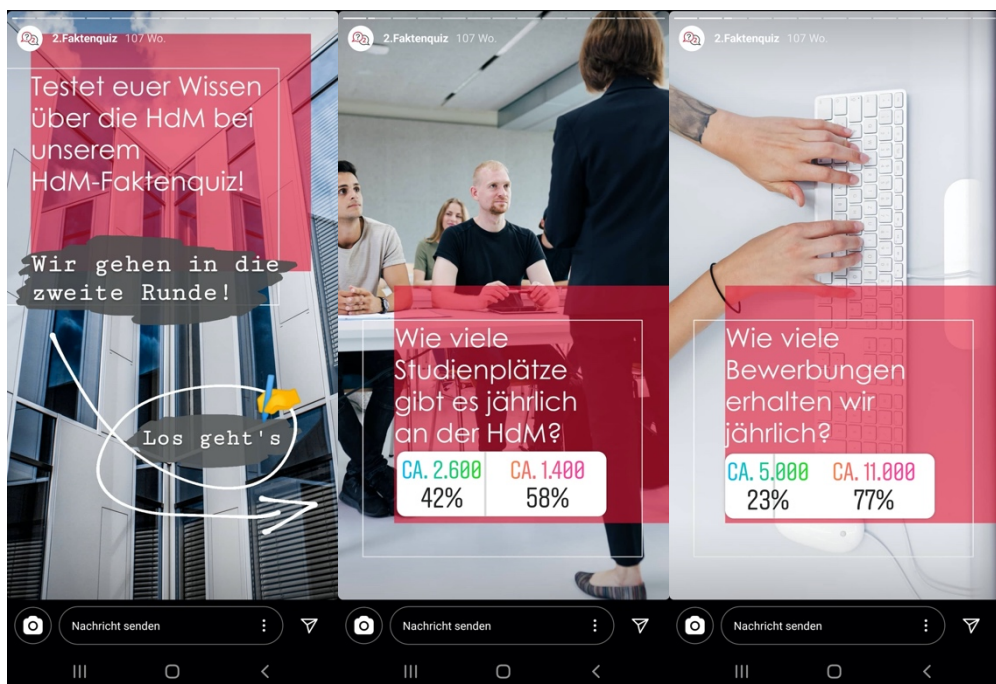 2.Faktenquiz 107 Wo.
Testet euer Wissen
über die HdM bei
unserem
HdM-Faktenquiz!
Wir gehen in die
zweite Runde!
Los geht's
Nachricht senden
2.Faktenquiz 107 Wo.
Wie viele
Studienplätze
gibt es jährlich
an der HdM?
CA. 2.600 CA. 1.400
42% 58%
Nachricht senden
2.Faktenquiz 107 Wo.
Wie viele
Bewerbungen
erhalten wir
jährlich?
CA. 5.000 CA. 11.000
23% 77%
Nachricht senden